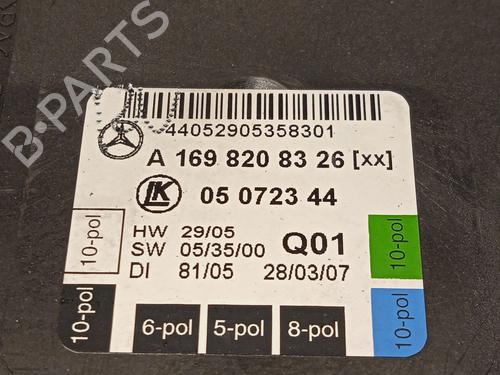 B-PARTS
44052905358301
A 169 820 83 26 [xx]
LK
05 0723 44
HW 29/05
SW 05/35/00 Q01
DI 81/05 28/03/07
10-pol
10-pol
10-pol
10-pol
6-pol
5-pol
8-pol